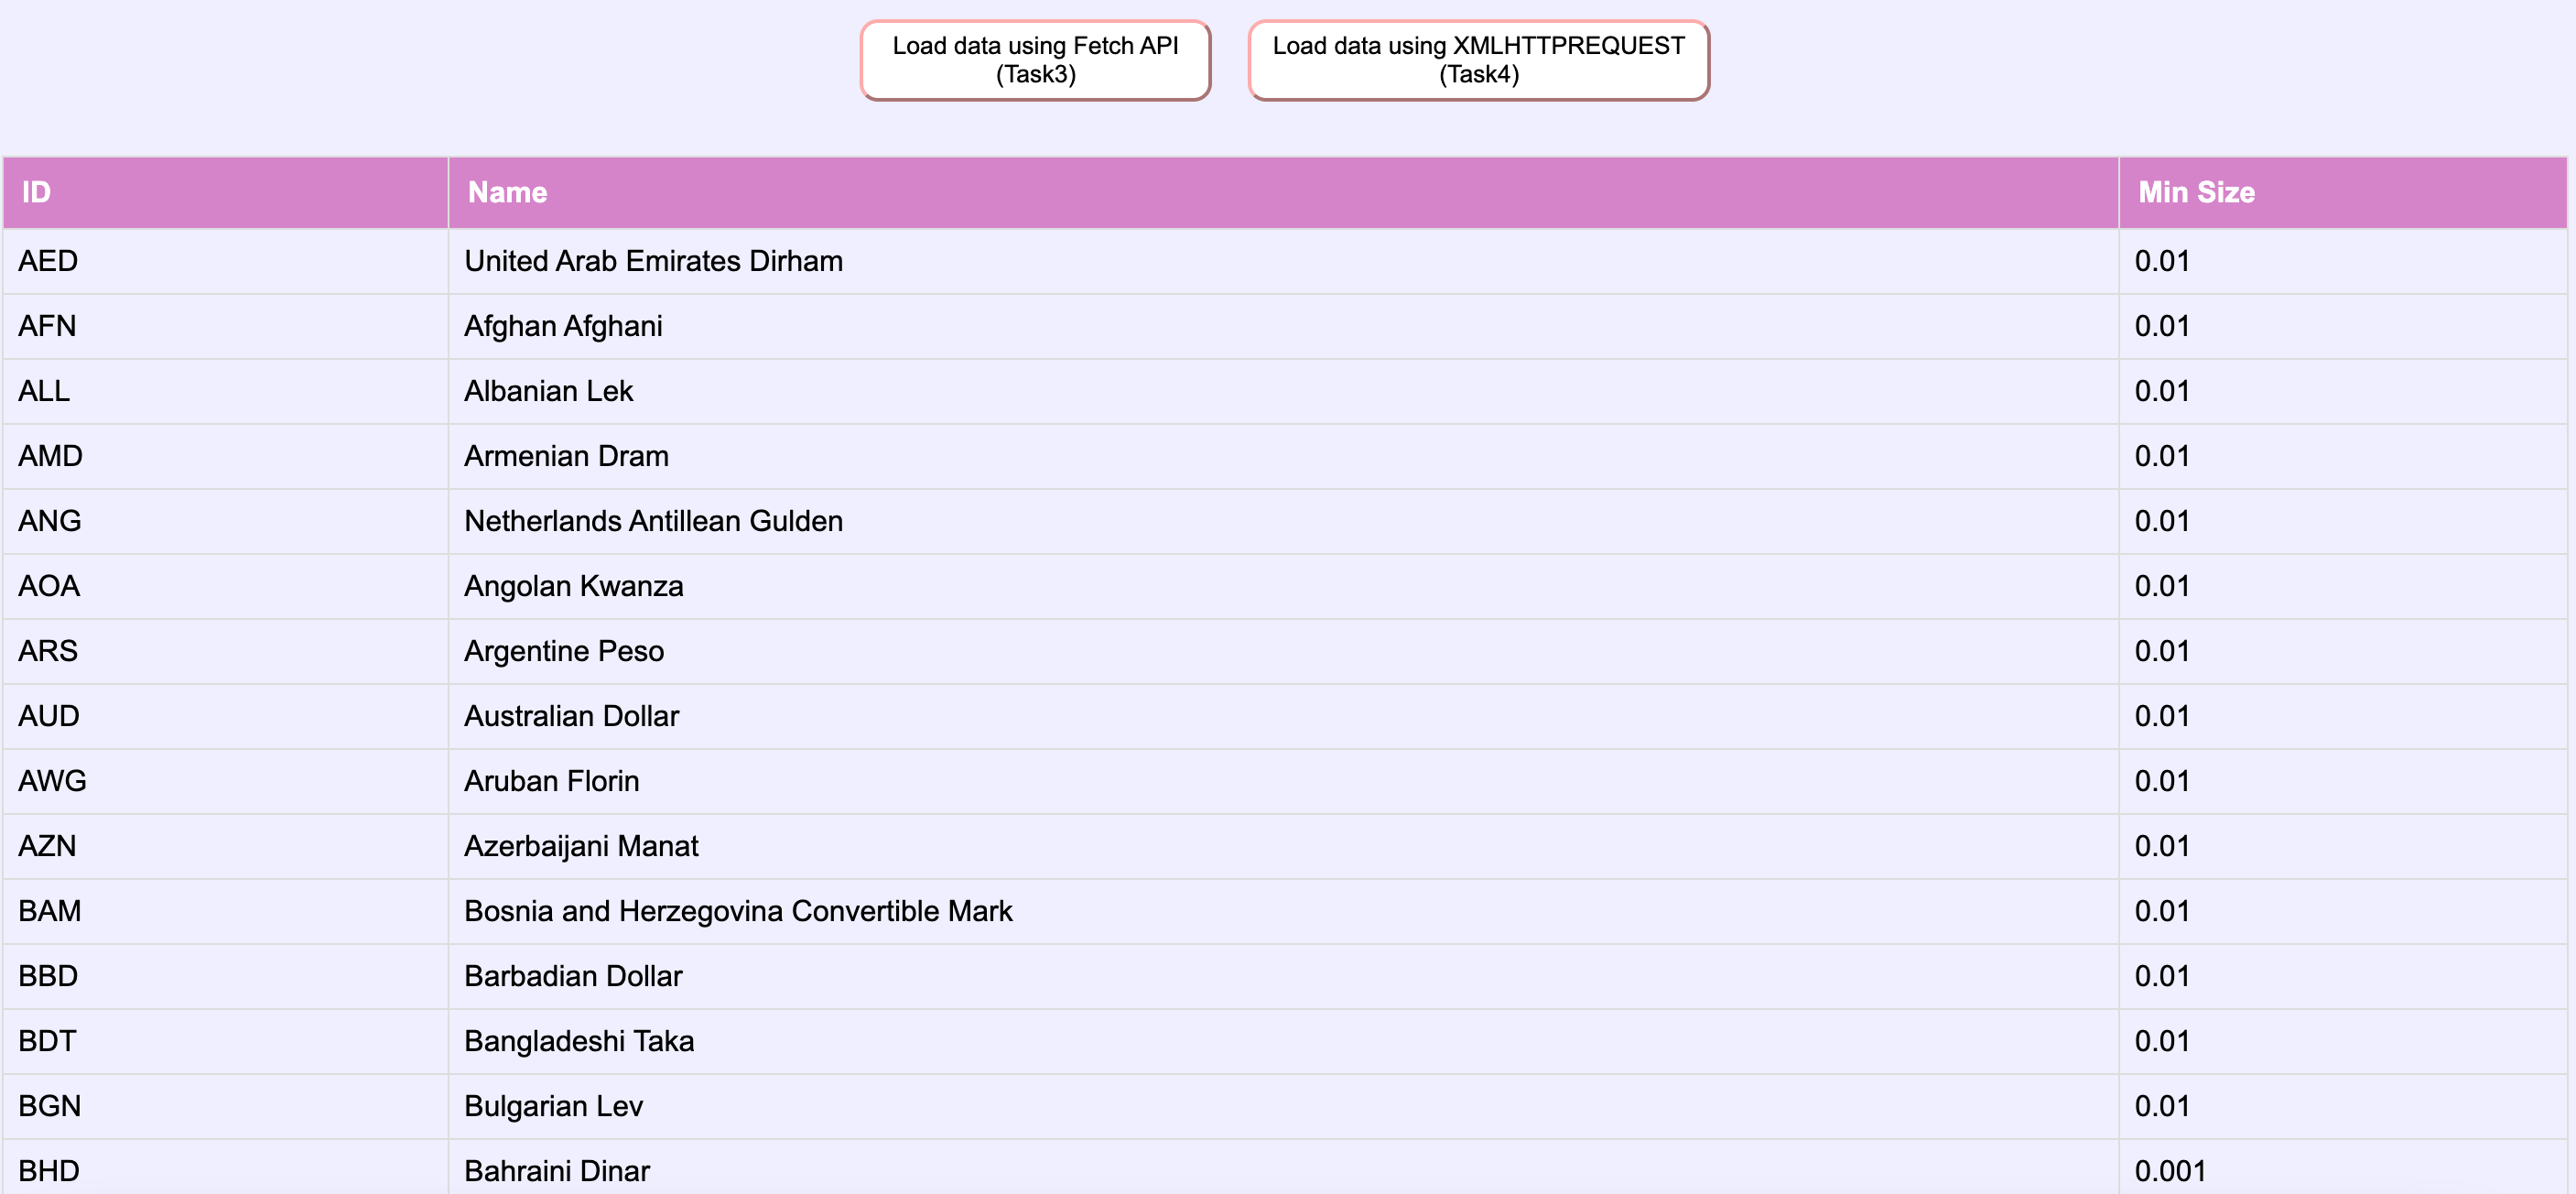 Load data using Fetch API
(Task3)
Load data using XMLHTTPREQUEST
(Task4)
ID Name Min Size
AED United Arab Emirates Dirham 0.01
AFN Afghan Afghani 0.01
ALL Albanian Lek 0.01
AMD Armenian Dram 0.01
ANG Netherlands Antillean Gulden 0.01
AOA Angolan Kwanza 0.01
ARS Argentine Peso 0.01
AUD Australian Dollar 0.01
AWG Aruban Florin 0.01
AZN Azerbaijani Manat 0.01
BAM Bosnia and Herzegovina Convertible Mark 0.01
BBD Barbadian Dollar 0.01
BDT Bangladeshi Taka 0.01
BGN Bulgarian Lev 0.01
BHD Bahraini Dinar 0.001